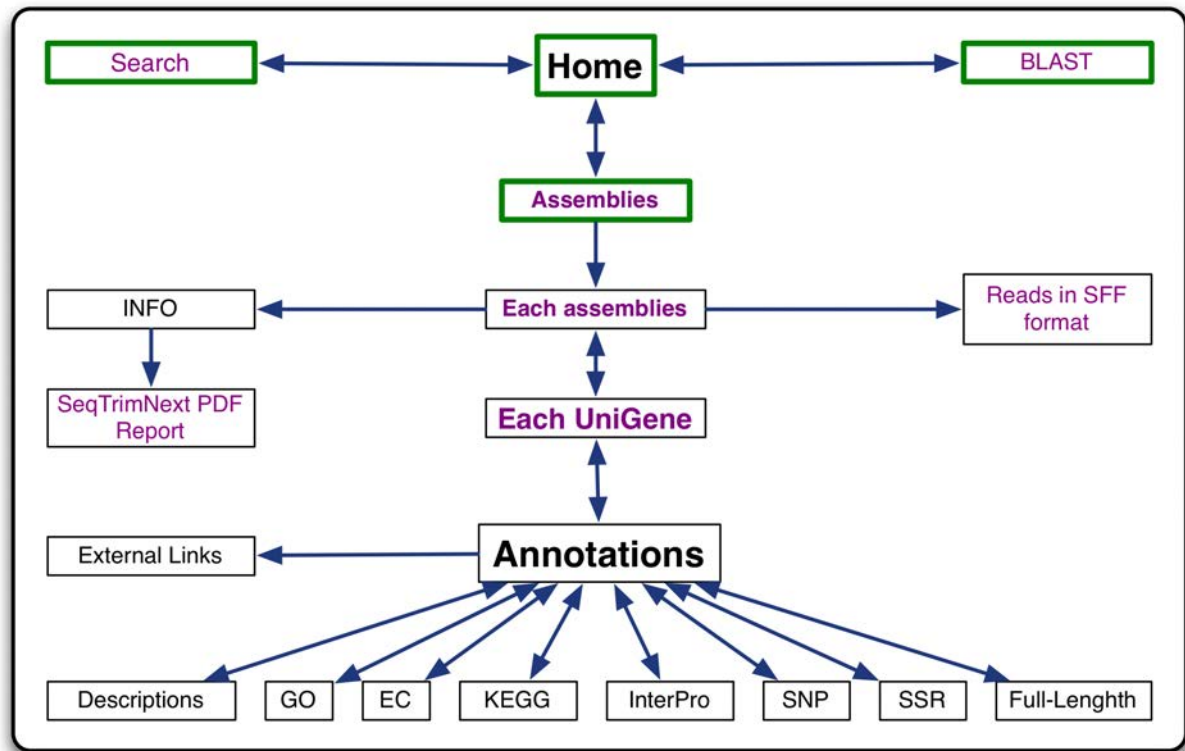 Search
Home
BLAST
Assemblies
INFO
Each assemblies
Reads in SFF
format
SeqTrimNext PDF
Report
Each UniGene
External Links
Annotations
Descriptions
GO
EC
KEGG
InterPro
SNP
SSR
Full-Lenghth